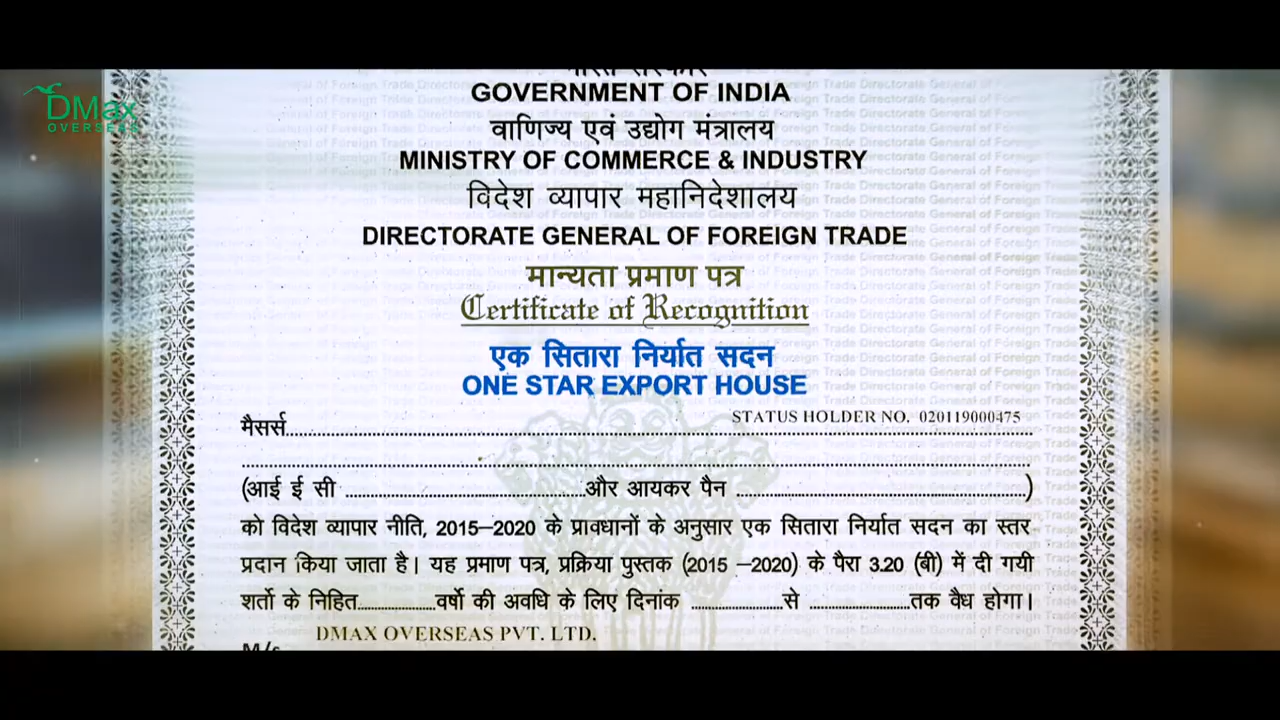 DMax
OVERSEAS
भारत सरकार
GOVERNMENT OF INDIA
वाणिज्य एवं उद्योग मंत्रालय
MINISTRY OF COMMERCE & INDUSTRY
विदेश व्यापार महानिदेशालय
DIRECTORATE GENERAL OF FOREIGN TRADE
मान्यता प्रमाण पत्र
Certificate of Recognition
एक सितारा निर्यात सदन
ONE STAR EXPORT HOUSE
STATUS HOLDER NO. 020119000475
मैसर्स
(आई ई सी ........................ और आयकर पैन ........................)
को विदेश व्यापार नीति, 2015–2020 के प्रावधानों के अनुसार एक सितारा निर्यात सदन का स्तर
प्रदान किया जाता है। यह प्रमाण पत्र, प्रक्रिया पुस्तक (2015 –2020) के पैरा 3.20 (बी) में दी गयी
शर्तो के निहित............वर्षो की अवधि के लिए दिनांक ............से ............तक वैध होगा।
DMAX OVERSEAS PVT. LTD.
M/s